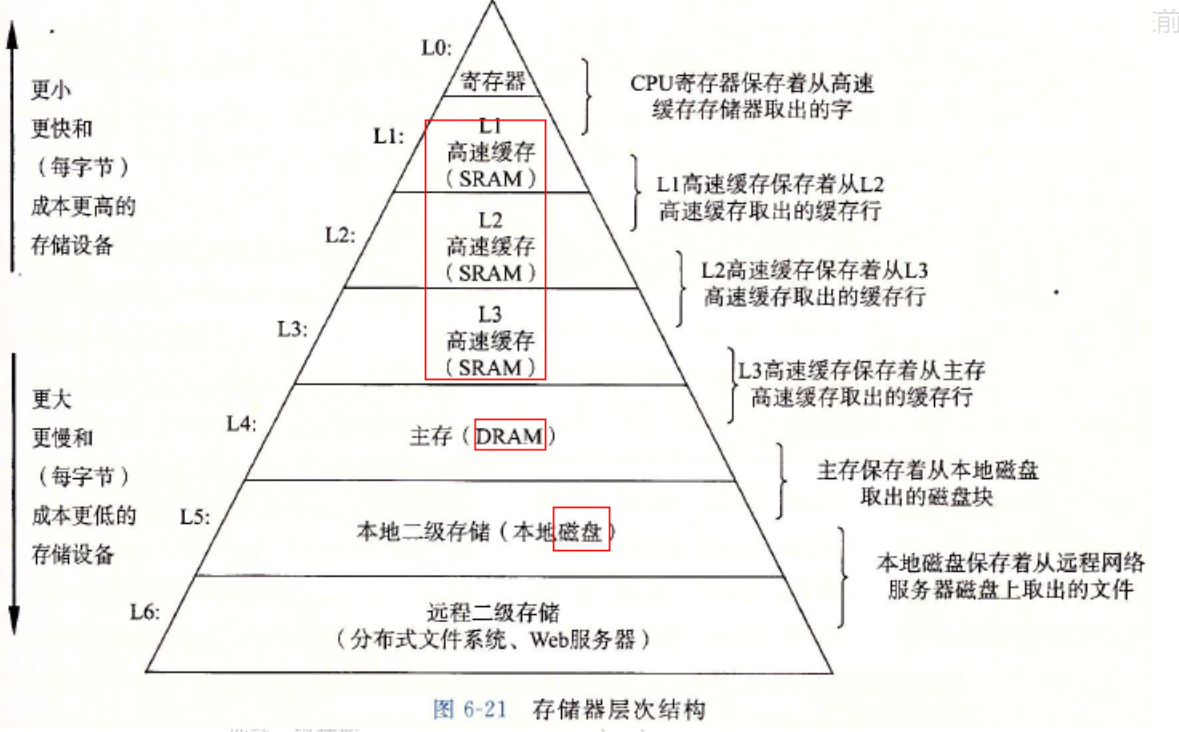 前
L0:
寄存器
CPU寄存器保存着从高速
缓存存储器取出的字
更小
更快和
（每字节）
成本更高的
存储设备
L1:
L1
高速缓存
（SRAM）
L1高速缓存保存着从L2
高速缓存取出的缓存行
L2:
L2
高速缓存
（SRAM）
L2高速缓存保存着从L3
高速缓存取出的缓存行
L3:
L3
高速缓存
（SRAM）
L3高速缓存保存着从主存
高速缓存取出的缓存行
更大
更慢和
（每字节）
成本更低的
存储设备
L4:
主存（DRAM）
主存保存着从本地磁盘
取出的磁盘块
L5:
本地二级存储（本地磁盘）
本地磁盘保存着从远程网络
服务器磁盘上取出的文件
L6:
远程二级存储
（分布式文件系统、Web服务器）
图 6-21 存储器层次结构